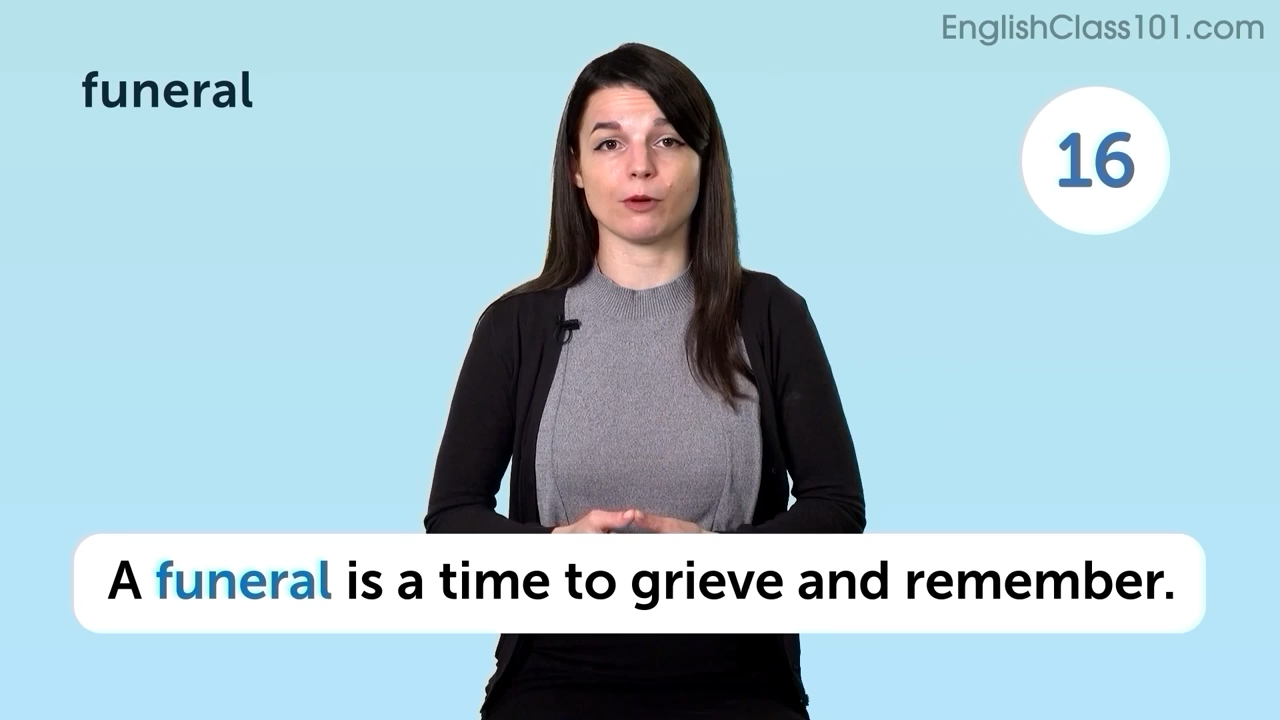 EnglishClass101.com
funeral
16
A funeral is a time to grieve and remember.